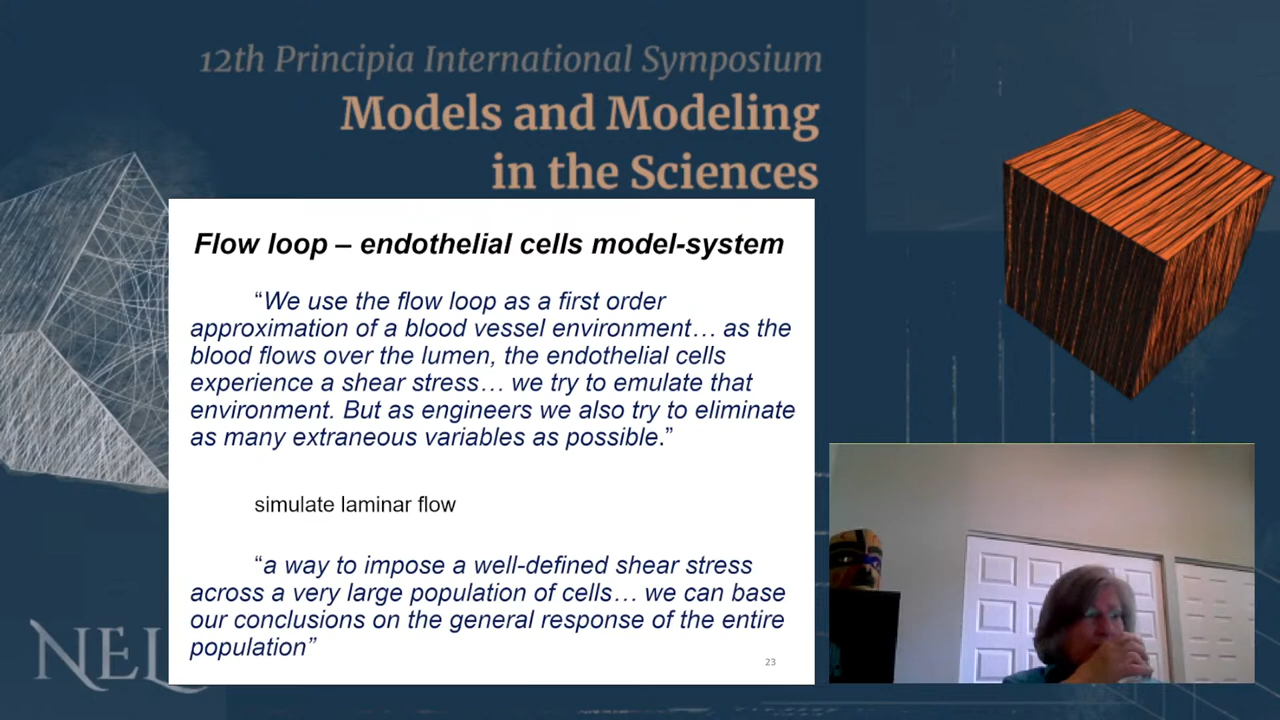 12th Principia International Symposium
Models and Modeling
in the Sciences
Flow loop – endothelial cells model-system
“We use the flow loop as a first order
approximation of a blood vessel environment… as the
blood flows over the lumen, the endothelial cells
experience a shear stress… we try to emulate that
environment. But as engineers we also try to eliminate
as many extraneous variables as possible.”
simulate laminar flow
“a way to impose a well-defined shear stress
across a very large population of cells… we can base
our conclusions on the general response of the entire
population”
23
NEL